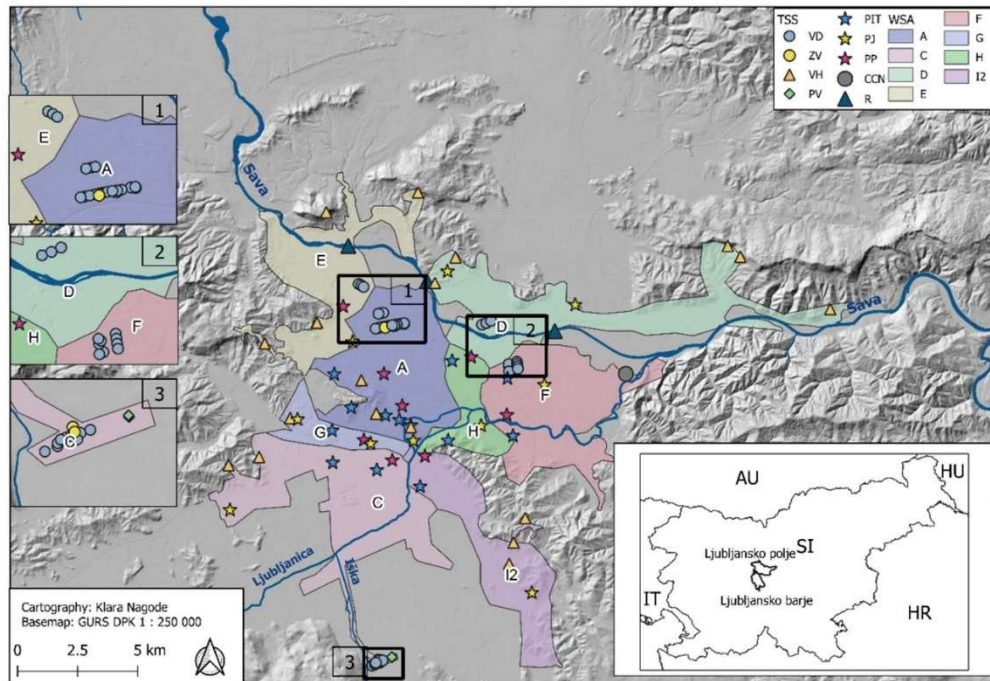 TSS PIT WSA F
VD PJ A G
ZV PP C H
VH CCN D I2
PV R E
1
E
A
2
D
H
F
3
C
Sava
E
1
D
2
Sava
A
F
G
H
C
I2
Ljubljanica
Iška
3
Cartography: Klara Nagode
Basemap: GURS DPK 1 : 250 000
0 2.5 5 km
AU
HU
SI
Ljubljansko polje
Ljubljansko barje
IT
HR